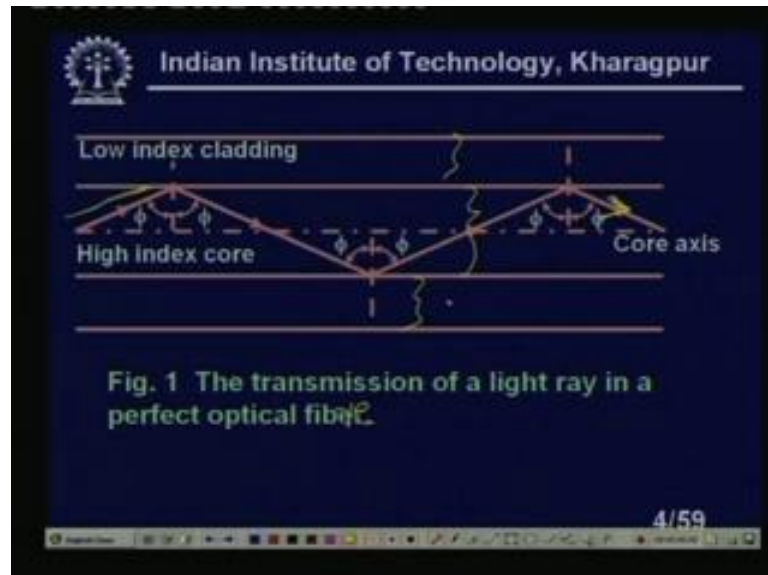 Indian Institute of Technology, Kharagpur
Low index cladding
ϕ ϕ ϕ ϕ
ϕ ϕ
High index core
Core axis
Fig. 1 The transmission of a light ray in a
perfect optical
4/59